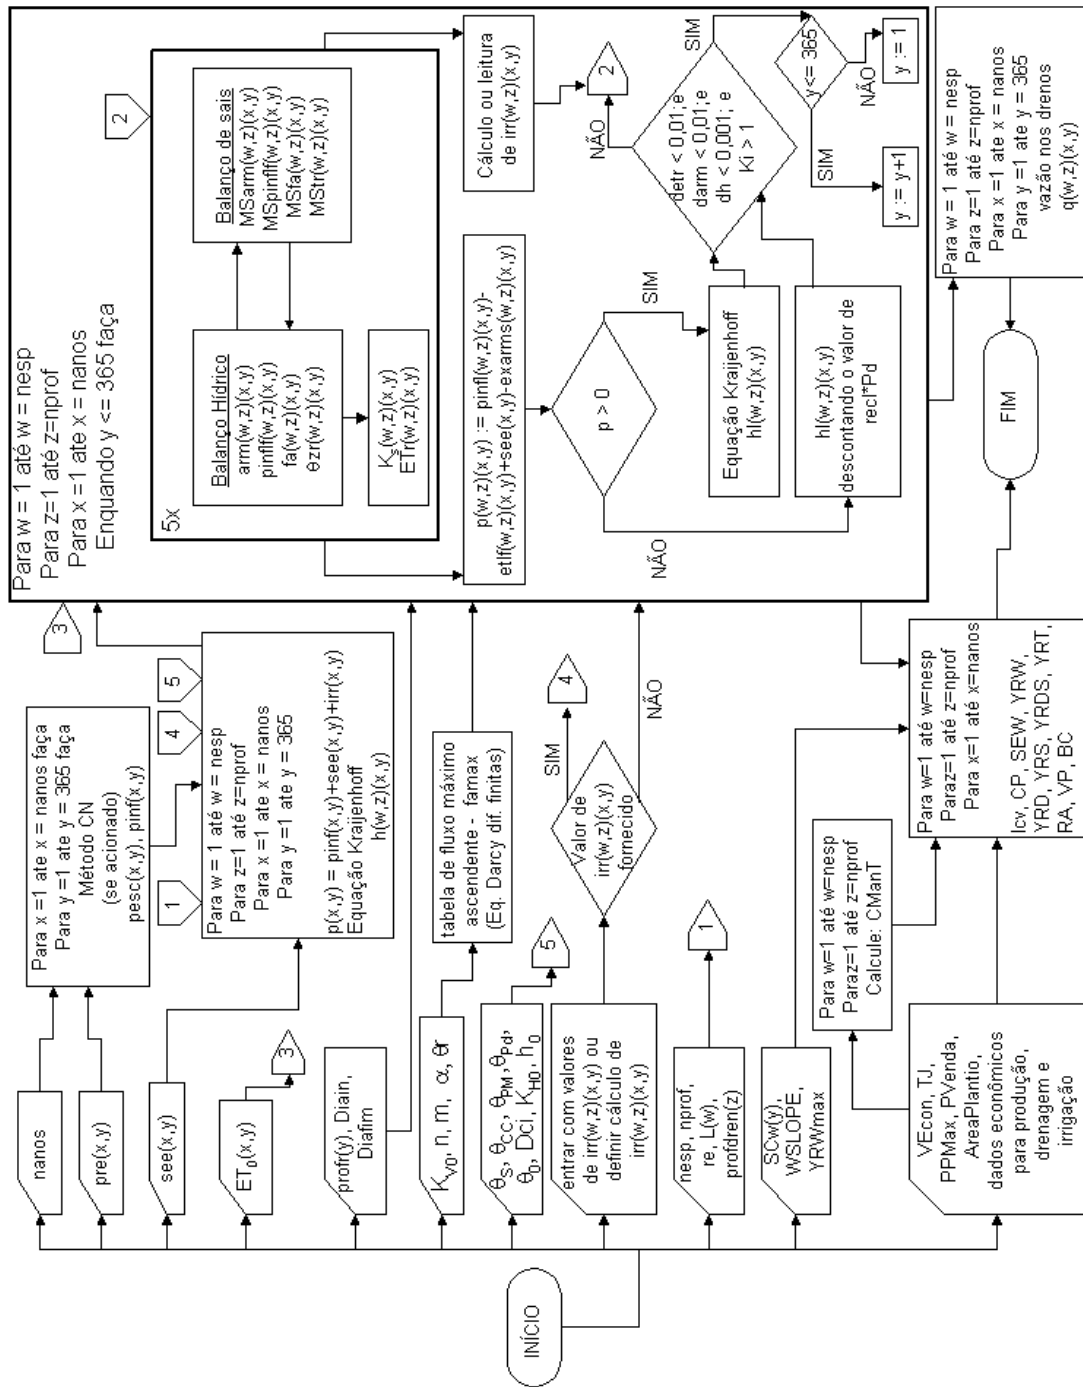 INÍCIO
nanos
pre(x,y)
see(x,y)
ET0(x,y)
3
profr(y), Diain,
Diafim
KV0, n, m, α, θr
θS, θCC, θPM, θPd,
θ0, Dci, KH0, h0
5
entrar com valores
de irr(w,z)(x,y) ou
definir cálculo de
irr(w,z)(x,y)
nesp, nprof,
re, L(w),
profdren(z)
1
SCw(y),
WSLOPE,
YRWmax
VEcon, TJ,
PPMax, PVenda,
AreaPlantio,
dados econômicos
para produção,
drenagem e
irrigação
Para x =1 ate x = nanos faça
Para y =1 ate y = 365 faça
Método CN
(se acionado)
pesc(x,y), pinf(x,y)
1
4
5
Para w = 1 até w = nesp
Para z=1 até z=nprof
Para x =1 ate x = nanos
Para y =1 ate y = 365
p(x,y) = pinf(x,y)+see(x,y)+irr(x,y)
Equação Kraijenhoff
h(w,z)(x,y)
tabela de fluxo máximo
ascendente - famax
(Eq. Darcy dif. finitas)
Valor de
irr(w,z)(x,y)
fornecido
SIM
4
NÃO
Para w=1 até w=nesp
Paraz=1 até z=nprof
Calcule: CManT
Para w=1 até w=nesp
Paraz=1 até z=nprof
Para x=1 até x=nanos
Icv, CP, SEW, YRW,
YRD, YRS, YRDS, YRT,
RA, VP, BC
3
Para w = 1 até w = nesp
Para z=1 até z=nprof
Para x =1 ate x = nanos
Enquando y <= 365 faça
2
5x
Balanço Hídrico
arm(w,z)(x,y)
pinflf(w,z)(x,y)
fa(w,z)(x,y)
θzr(w,z)(x,y)
Balanço de sais
MSarm(w,z)(x,y)
MSpinflf(w,z)(x,y)
MSfa(w,z)(x,y)
MStr(w,z)(x,y)
Ks(w,z)(x,y)
ETr(w,z)(x,y)
Cálculo ou leitura
de irr(w,z)(x,y)
2
p(w,z)(x,y) := pinfl(w,z)(x,y)-
etlf(w,z)(x,y)+see(x,y)-exarms(w,z)(x,y)
p > 0
SIM
NÃO
Equação Kraijenhoff
hl(w,z)(x,y)
hl(w,z)(x,y)
descontando o valor de
recl*Pd
detr < 0,01; e
darm < 0,01; e
dh < 0,001; e
Ki > 1
NÃO
SIM
y<= 365
SIM
NÃO
y := y+1
y := 1
Para w = 1 até w = nesp
Para z=1 até z=nprof
Para x =1 ate x = nanos
Para y =1 ate y = 365
vazão nos drenos
q(w,z)(x,y)
FIM